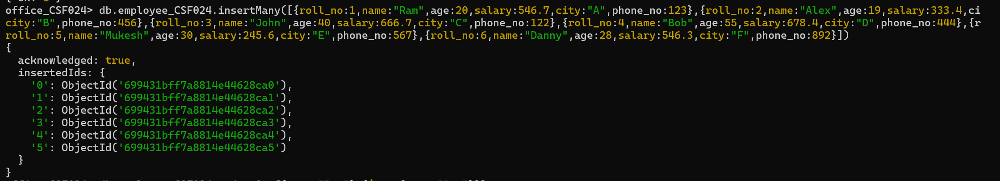 office_CSF024> db.employee_CSF024.insertMany([{roll_no:1,name:"Ram",age:20,salary:546.7,city:"A",phone_no:123},{roll_no:2,name:"Alex",age:19,salary:333.4,ci
city:"B",phone_no:456},{roll_no:3,name:"John",age:40,salary:666.7,city:"C",phone_no:122},{roll_no:4,name:"Bob",age:55,salary:678.4,city:"D",phone_no:444},{r
roll_no:5,name:"Mukesh",age:30,salary:245.6,city:"E",phone_no:567},{roll_no:6,name:"Danny",age:28,salary:546.3,city:"F",phone_no:892}])
{
  acknowledged: true,
  insertedIds: {
    '0': ObjectId('699431bff7a8814e44628ca0'),
    '1': ObjectId('699431bff7a8814e44628ca1'),
    '2': ObjectId('699431bff7a8814e44628ca2'),
    '3': ObjectId('699431bff7a8814e44628ca3'),
    '4': ObjectId('699431bff7a8814e44628ca4'),
    '5': ObjectId('699431bff7a8814e44628ca5')
  }
}